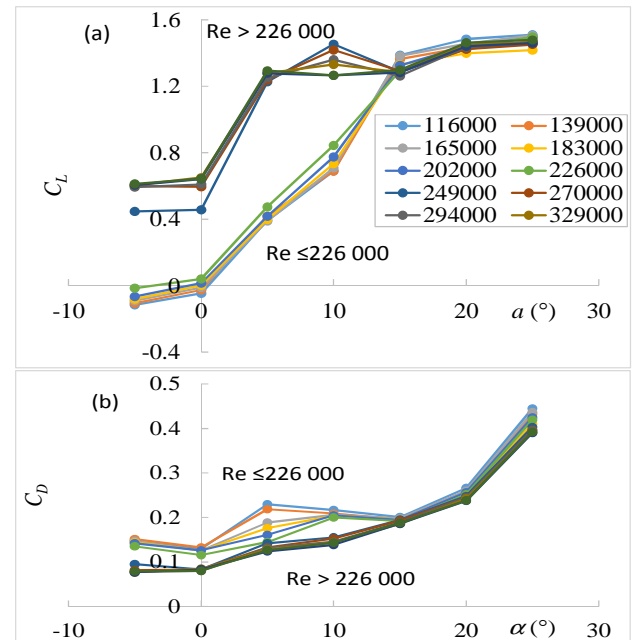 (a)
Re > 226 000
1.6
1.2
0.8
0.4
0
-0.4
C_L
116000 139000
165000 183000
202000 226000
249000 270000
294000 329000
Re ≤226 000
-10 0 10 20 a (°) 30
(b)
0.5
0.4
0.3
0.2
0.1
0
C_D
Re ≤226 000
Re > 226 000
-10 0 10 20 α(°) 30